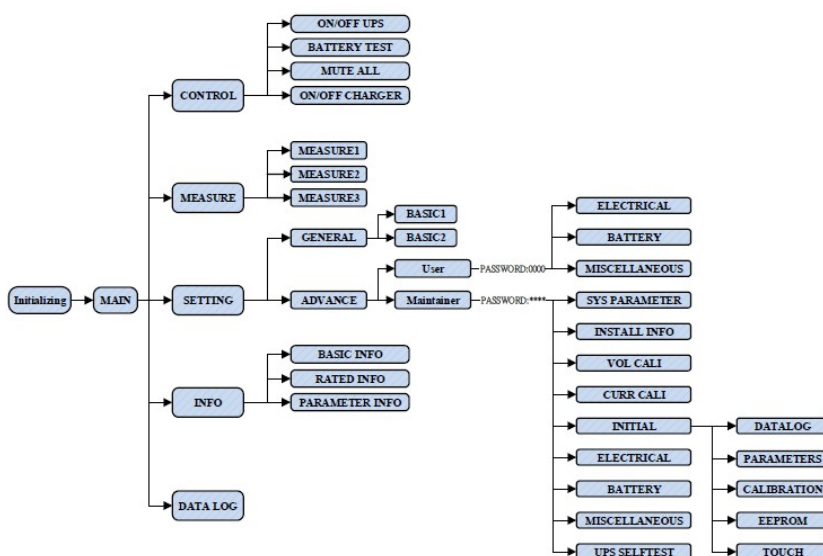 ON/OFF UPS
BATTERY TEST
MUTE ALL
CONTROL
ON/OFF CHARGER
MEASURE1
MEASURE2
MEASURE
MEASURE3
ELECTRICAL
BASIC1
GENERAL
BASIC2
BATTERY
User
PASSWORD:0000
MISCELLANEOUS
Initializing
MAIN
SETTING
ADVANCE
Maintainer
PASSWORD:****
SYS PARAMETER
INSTALL INFO
BASIC INFO
VOL CALI
RATED INFO
CURR CALI
INFO
PARAMETER INFO
INITIAL
DATALOG
ELECTRICAL
PARAMETERS
BATTERY
CALIBRATION
DATA LOG
MISCELLANEOUS
EEPROM
UPS SELFTEST
TOUCH